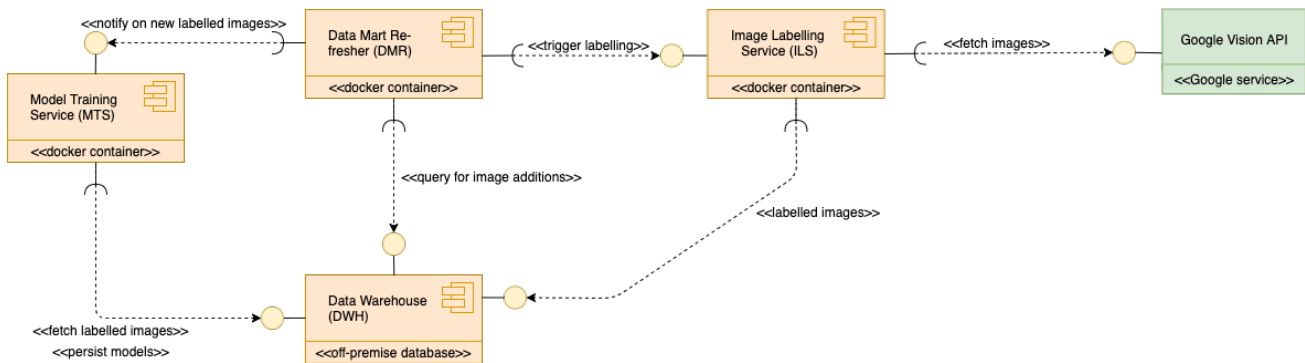 <<notify on new labelled images>>
Data Mart Re-
fresher (DMR)
<<docker container>>
<<trigger labelling>>
Image Labelling
Service (ILS)
<<docker container>>
<<fetch images>>
Google Vision API
<<Google service>>
Model Training
Service (MTS)
<<docker container>>
<<query for image additions>>
<<labelled images>>
Data Warehouse
(DWH)
<<off-premise database>>
<<fetch labelled images>>
<<persist models>>